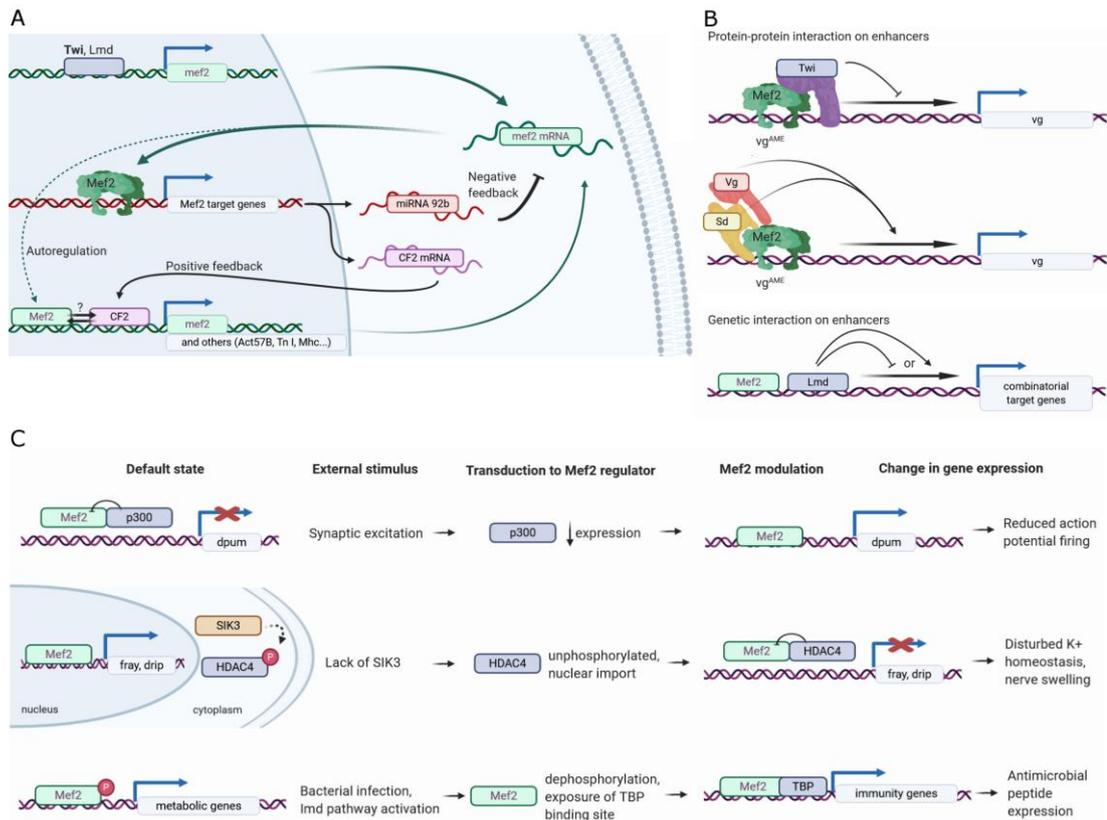 A
Twi, Lmd
mef2
mef2 mRNA
Mef2
Mef2 target genes
Negative
feedback
miRNA 92b
CF2 mRNA
Autoregulation
Positive feedback
Mef2
?
CF2
mef2
and others (Act57B, Tn I, Mhc...)
B
Protein-protein interaction on enhancers
Twi
Mef2
vgAME
vg
Vg
Sd
Mef2
vgAME
vg
Genetic interaction on enhancers
or
Mef2
Lmd
combinatorial
target genes
C
Default state
External stimulus
Transduction to Mef2 regulator
Mef2 modulation
Change in gene expression
Mef2
p300
dpum
Synaptic excitation
p300
expression
Mef2
dpum
Reduced action
potential firing
Mef2
fray, drip
SIK3
HDAC4
P
nucleus
cytoplasm
Lack of SIK3
HDAC4
unphosphorylated,
nuclear import
Mef2
HDAC4
fray, drip
Disturbed K+
homeostasis,
nerve swelling
Mef2
P
metabolic genes
Bacterial infection,
Imd pathway activation
Mef2
dephosphorylation,
exposure of TBP
binding site
Mef2
TBP
immunity genes
Antimicrobial
peptide
expression